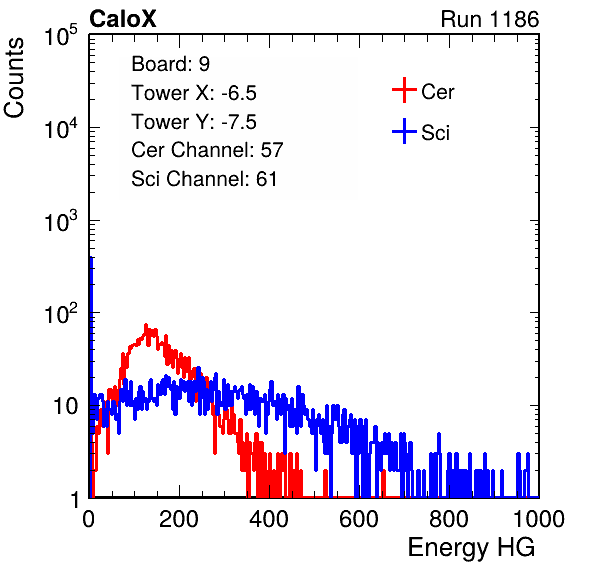 CaloX
Run 1186
Counts
Board: 9
Tower X: -6.5
Tower Y: -7.5
Cer Channel: 57
Sci Channel: 61
Cer
Sci
10^5
10^4
10^3
10^2
10
1
0 200 400 600 800 1000
Energy HG